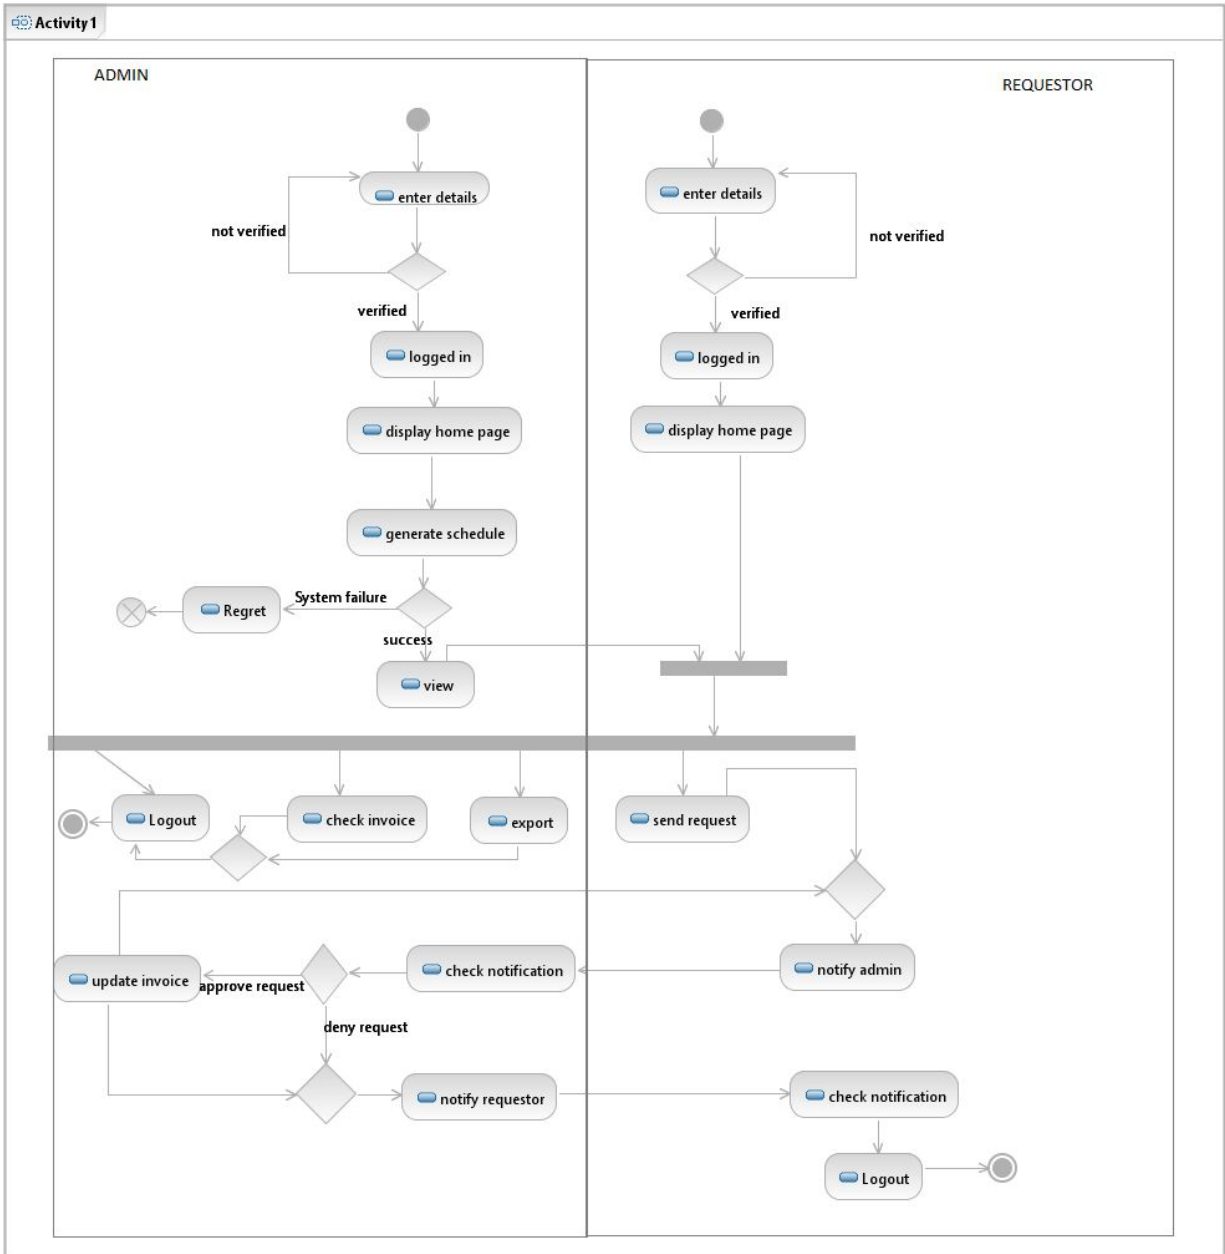 Activity1
ADMIN
REQUESTOR
enter details
enter details
not verified
not verified
verified
verified
logged in
logged in
display home page
display home page
generate schedule
System failure
Regret
success
view
Logout
check invoice
export
send request
check notification
notify admin
update invoice
approve request
deny request
notify requestor
check notification
Logout